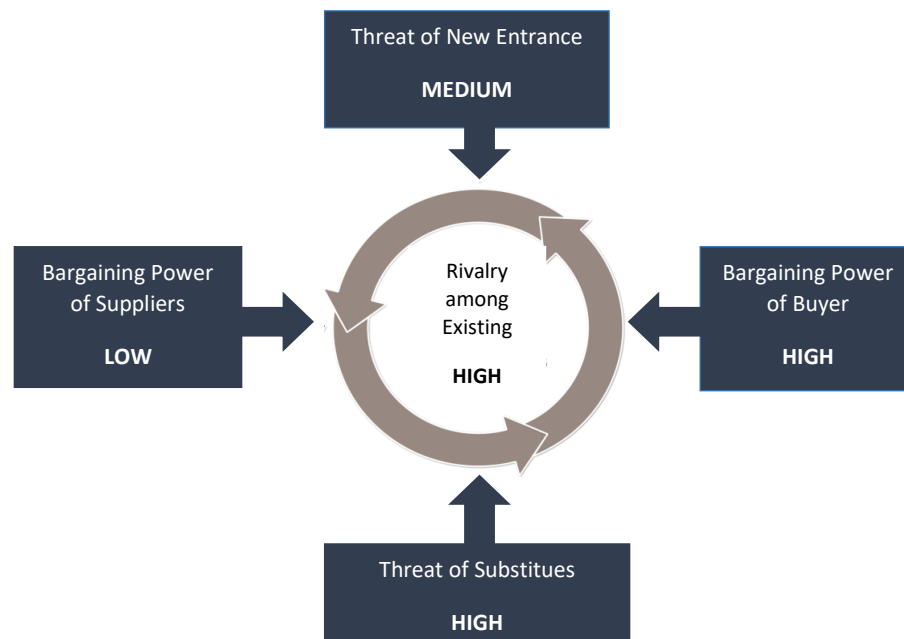 Threat of New Entrance
MEDIUM
Bargaining Power
of Suppliers
LOW
Rivalry
among
Existing
HIGH
Bargaining Power
of Buyer
HIGH
Threat of Substitues
HIGH